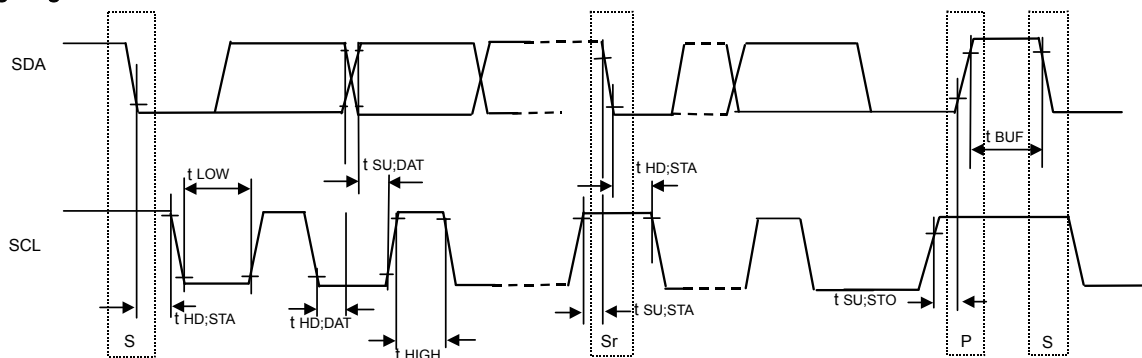 SDA
t BUF
t SU;DAT
t LOW
t HD;STA
SCL
t HD;STA
t HD;DAT
t SU;STA
t SU;STO
S
t HIGH
Sr
P
S